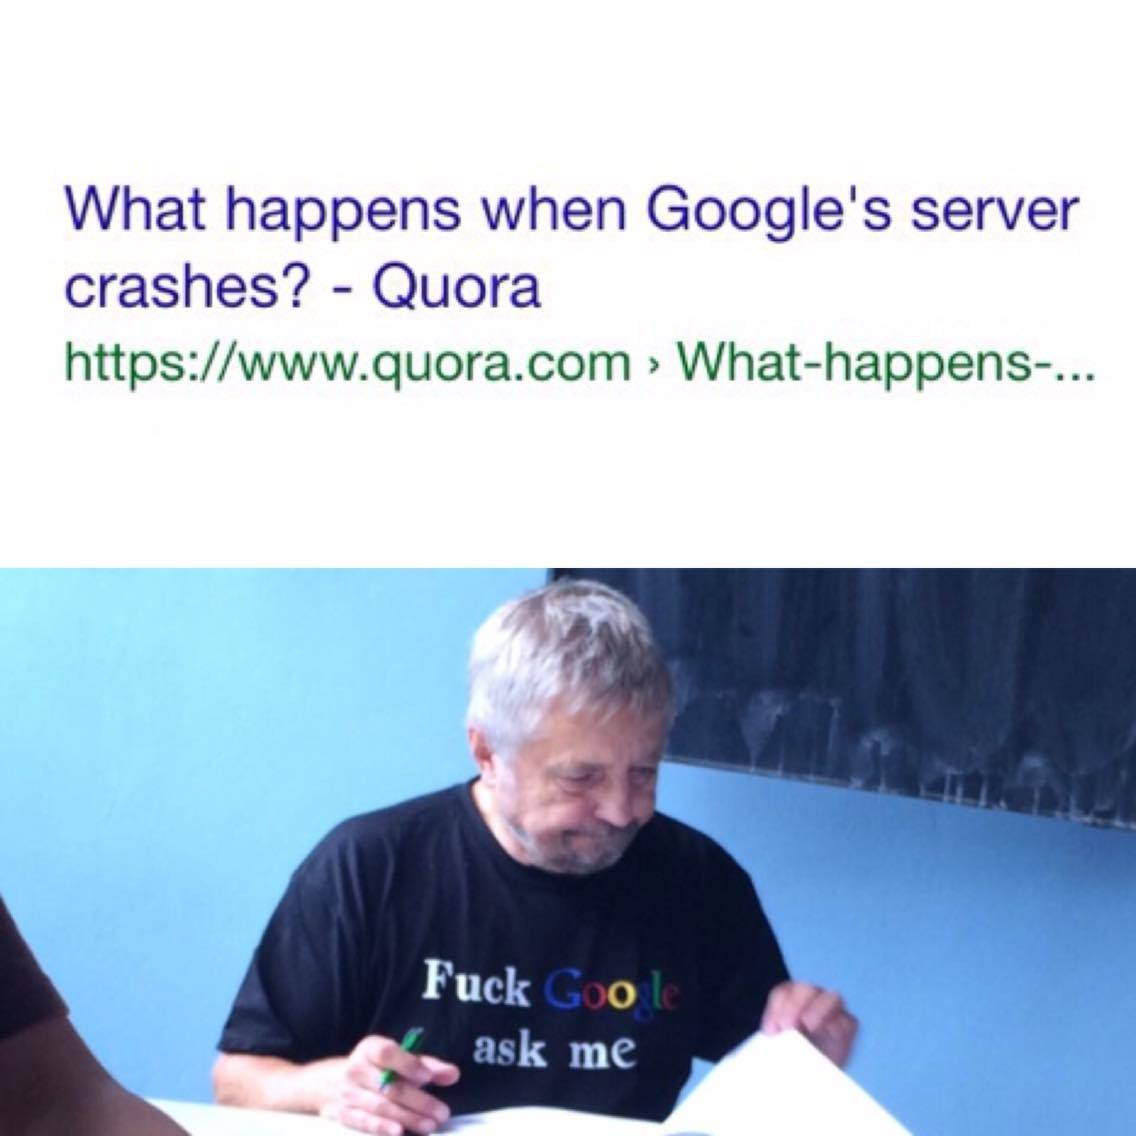 What happens when Google's server
crashes? - Quora
https://www.quora.com › What-happens-...
Fuck Google
ask me